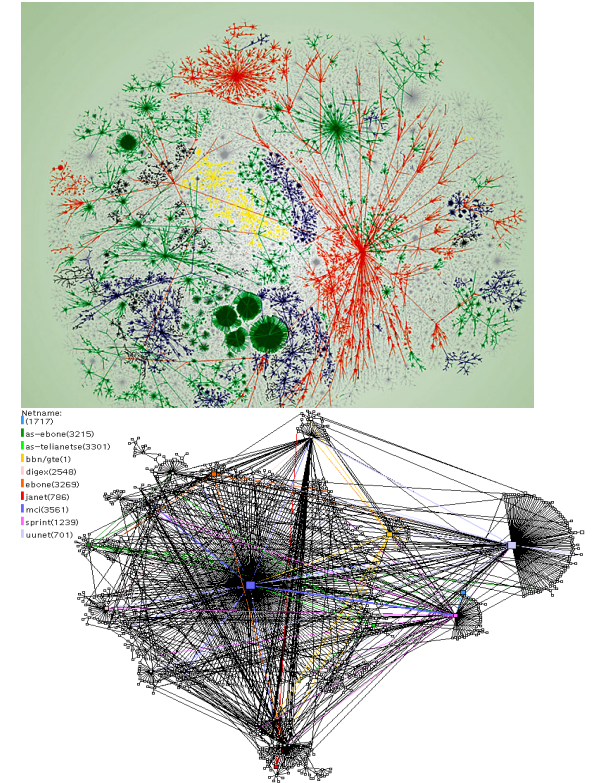 Netname:
(1717)
as-ebone(3215)
as-telianetse(3301)
bbn/gte(1)
digex(2548)
ebone(3269)
janet(786)
mci(3561)
sprint(1239)
uunet(701)